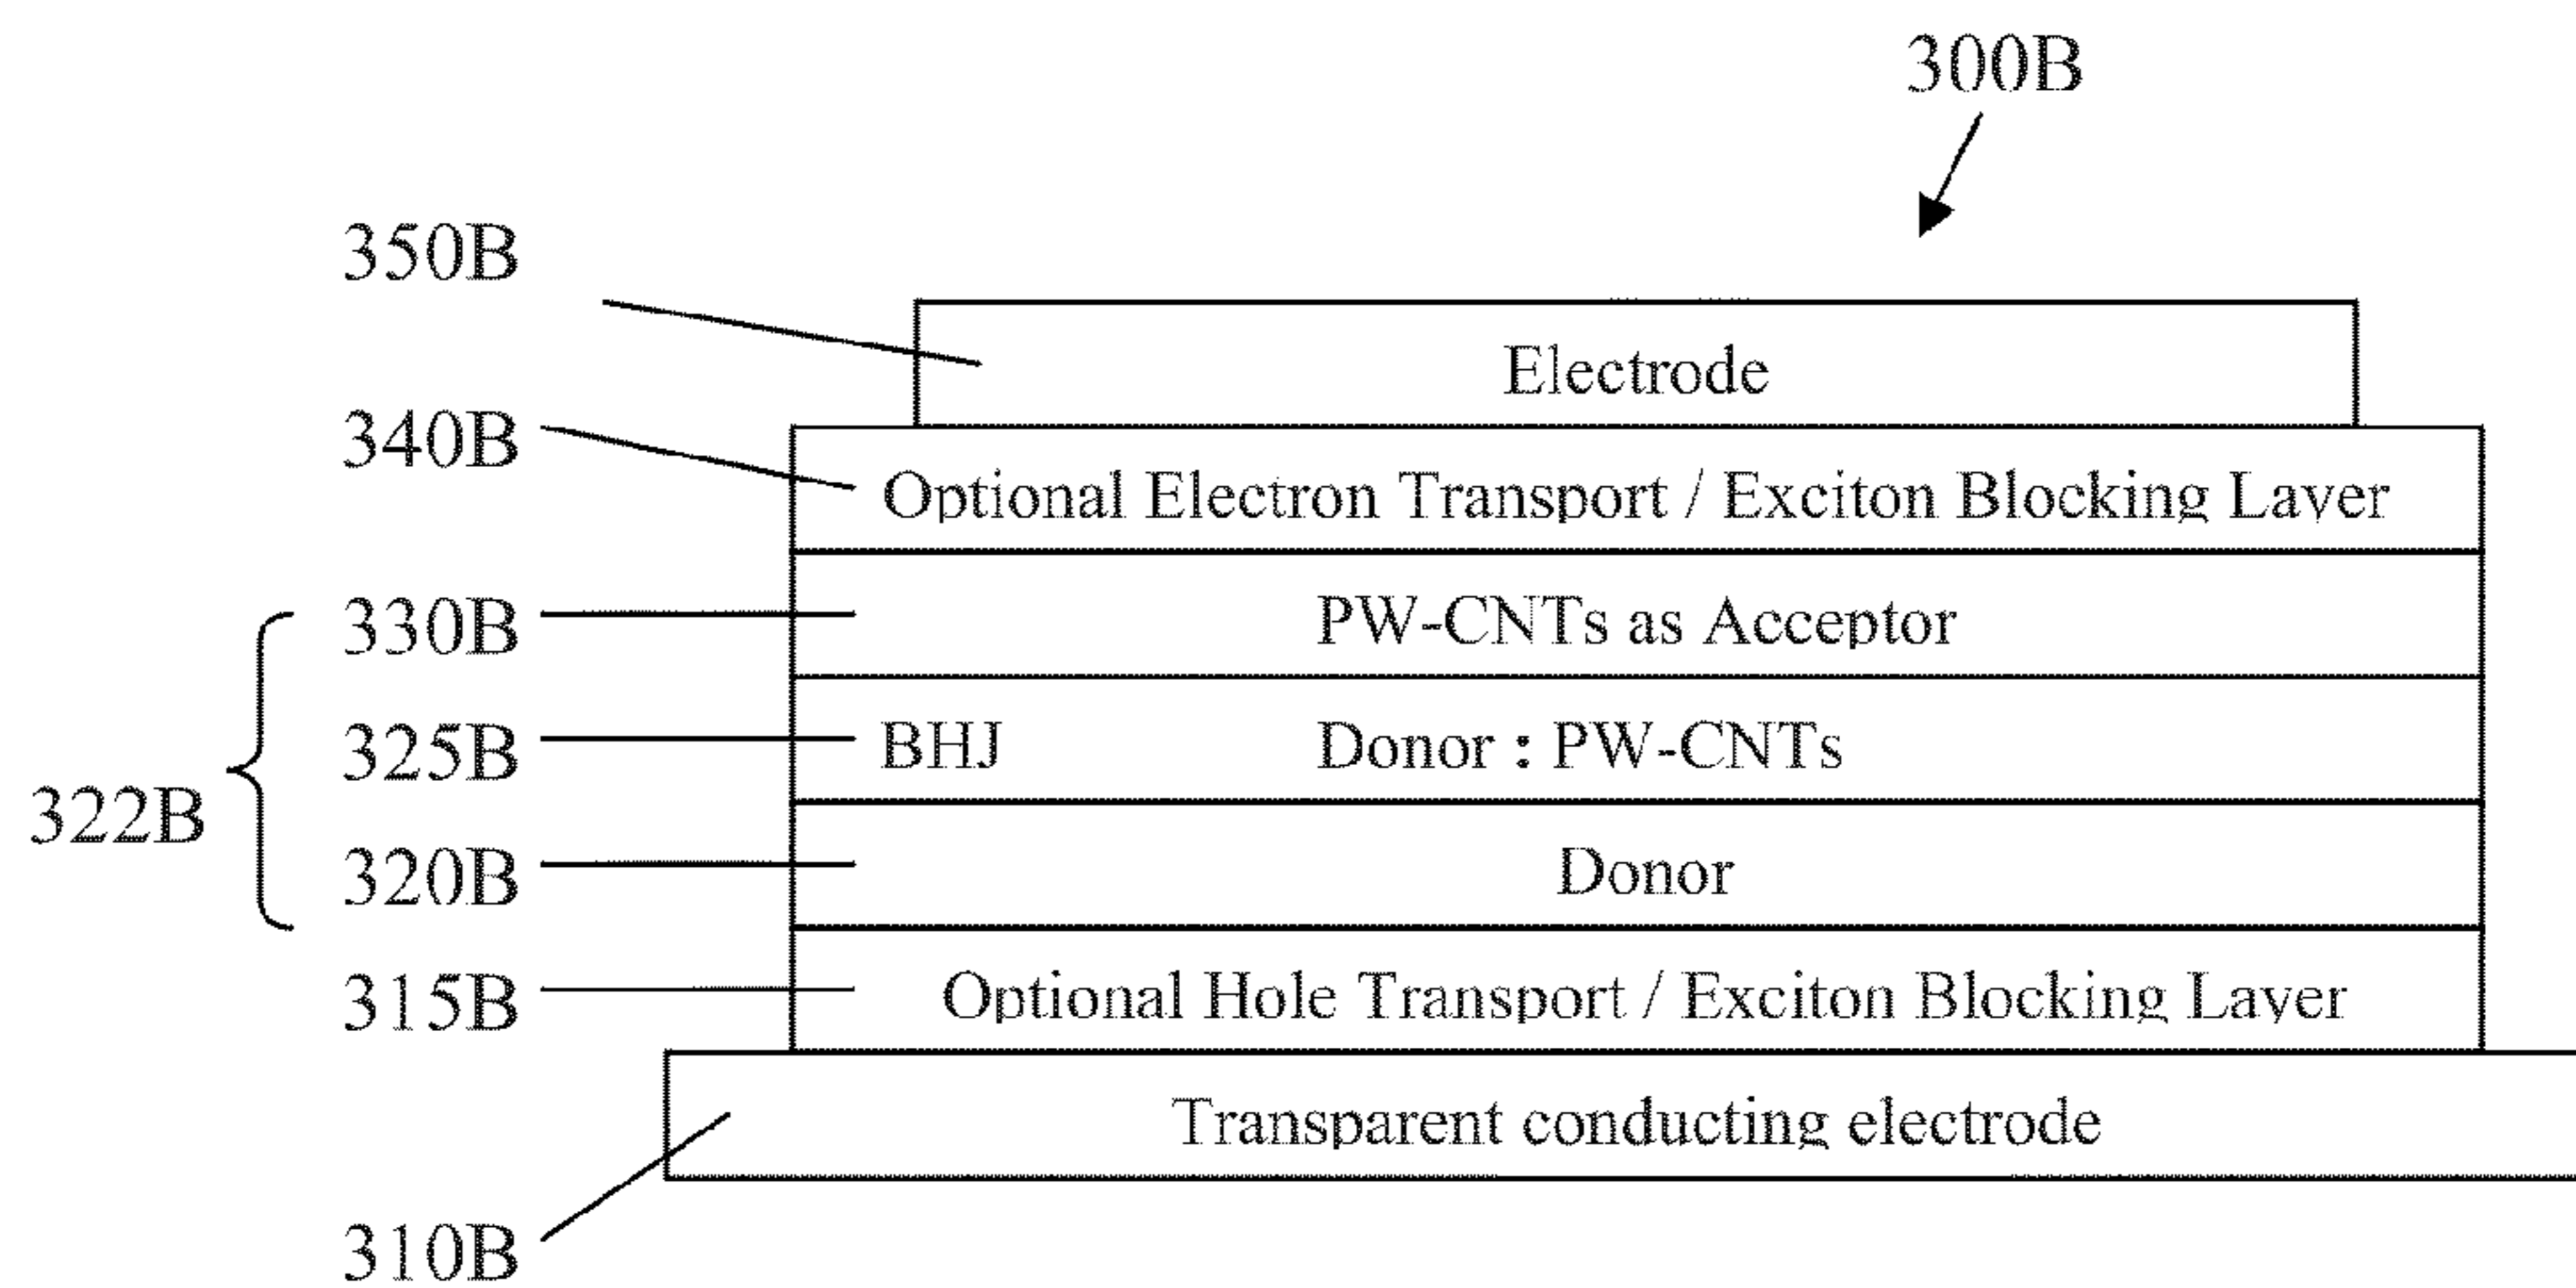 300B
350B
Electrode
340B
Optional Electron Transport / Exciton Blocking Layer
330B
PW-CNTs as Acceptor
325B
BHJ Donor : PW-CNTs
322B
320B
Donor
315B
Optional Hole Transport / Exciton Blocking Layer
Transparent conducting electrode
310B